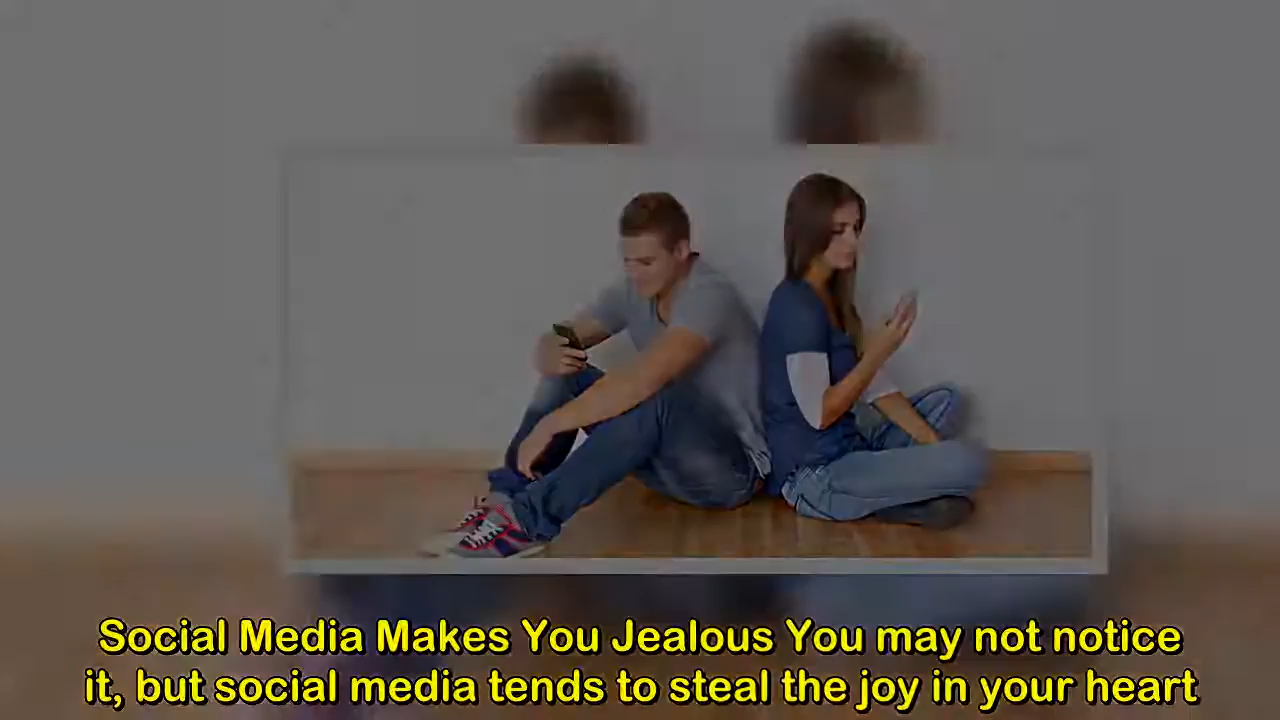 Social Media Makes You Jealous You may not notice
it, but social media tends to steal the joy in your heart